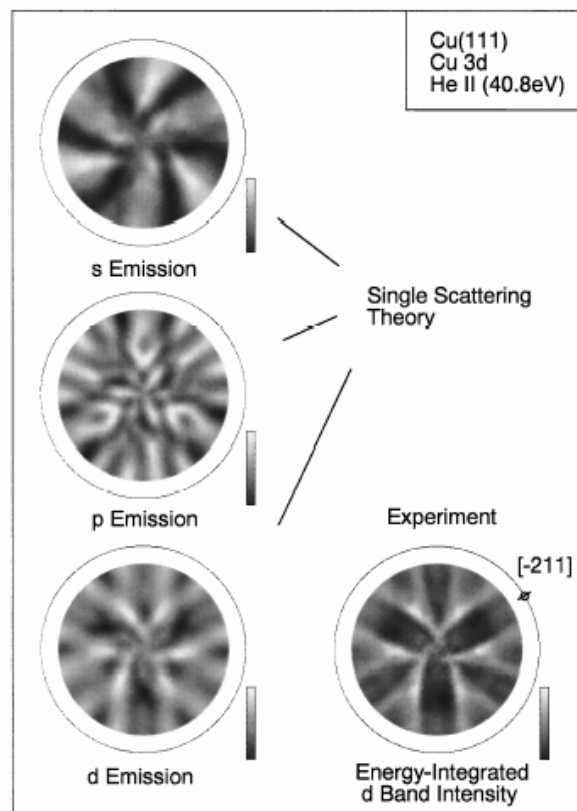 Cu(111)
Cu 3d
He II (40.8eV)
s Emission
Single Scattering
Theory
p Emission
Experiment
[-211]
d Emission
Energy-Integrated
d Band Intensity